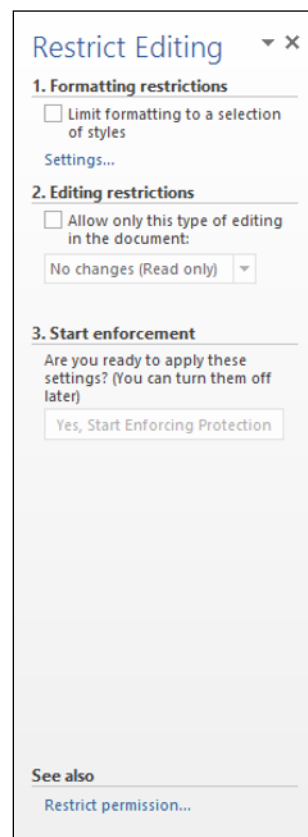 Restrict Editing
1. Formatting restrictions
Limit formatting to a selection
of styles
Settings...
2. Editing restrictions
Allow only this type of editing
in the document:
No changes (Read only)
3. Start enforcement
Are you ready to apply these
settings? (You can turn them off
later)
Yes, Start Enforcing Protection
See also
Restrict permission...